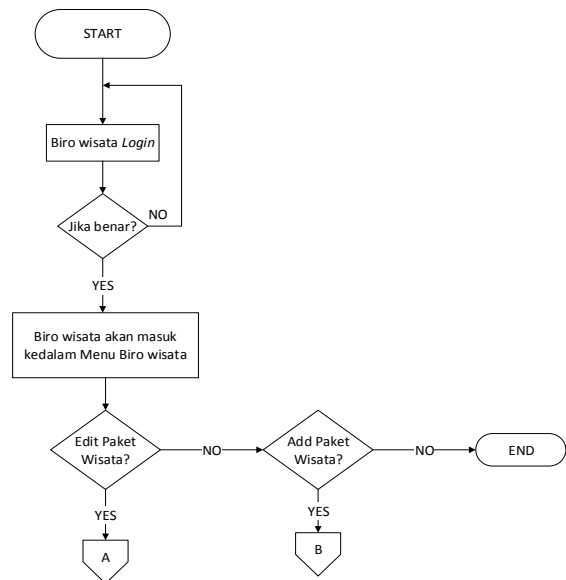 START
Biro wisata Login
Jika benar?
NO
YES
Biro wisata akan masuk
kedalam Menu Biro wisata
Edit Paket
Wisata?
NO
Add Paket
Wisata?
NO
END
YES
YES
A
B